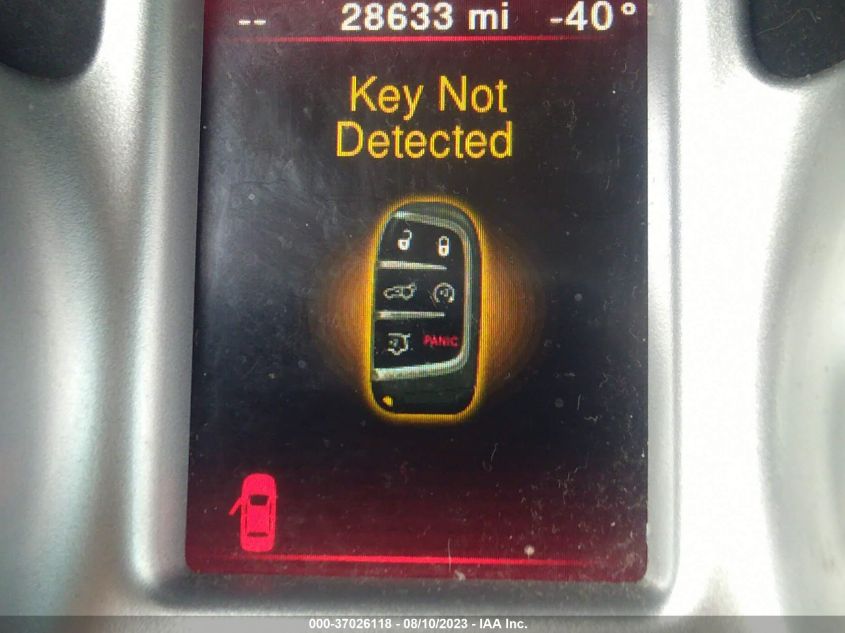 -- 28633 mi -40°
Key Not
Detected
PANIC
000-37026118 - 08/10/2023 - IAA Inc.